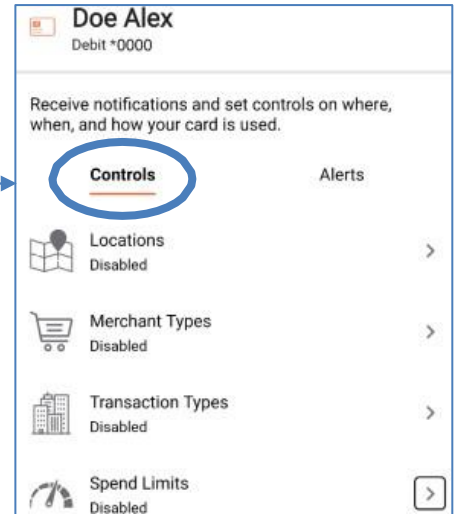 Doe Alex
Debit *0000
Receive notifications and set controls on where,
when, and how your card is used.
Controls Alerts
Locations
Disabled
Merchant Types
Disabled
Transaction Types
Disabled
Spend Limits
Disabled